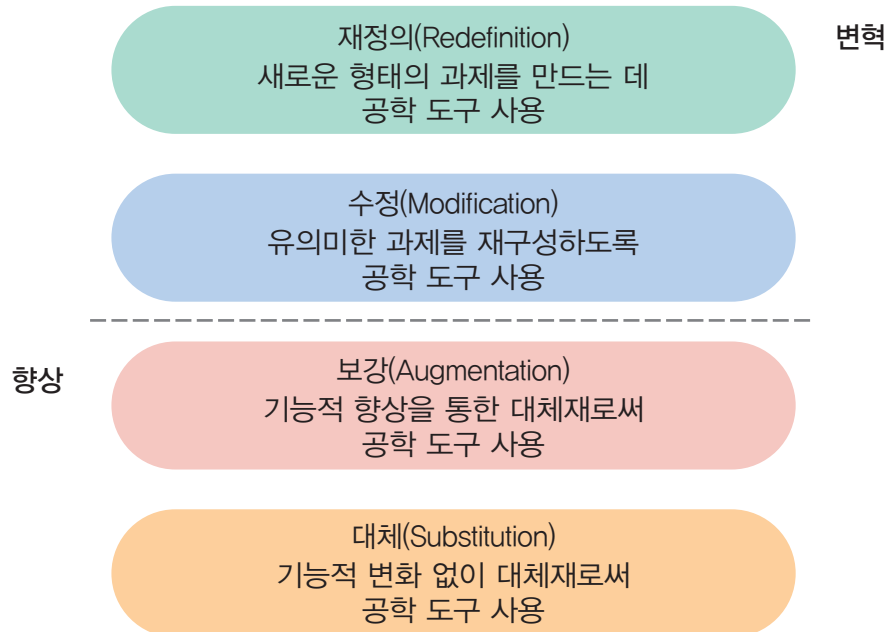 재정의(Redefinition)
새로운 형태의 과제를 만드는 데
공학 도구 사용
변혁
수정(Modification)
유의미한 과제를 재구성하도록
공학 도구 사용
향상
보강(Augmentation)
기능적 향상을 통한 대체재로써
공학 도구 사용
대체(Substitution)
기능적 변화 없이 대체재로써
공학 도구 사용